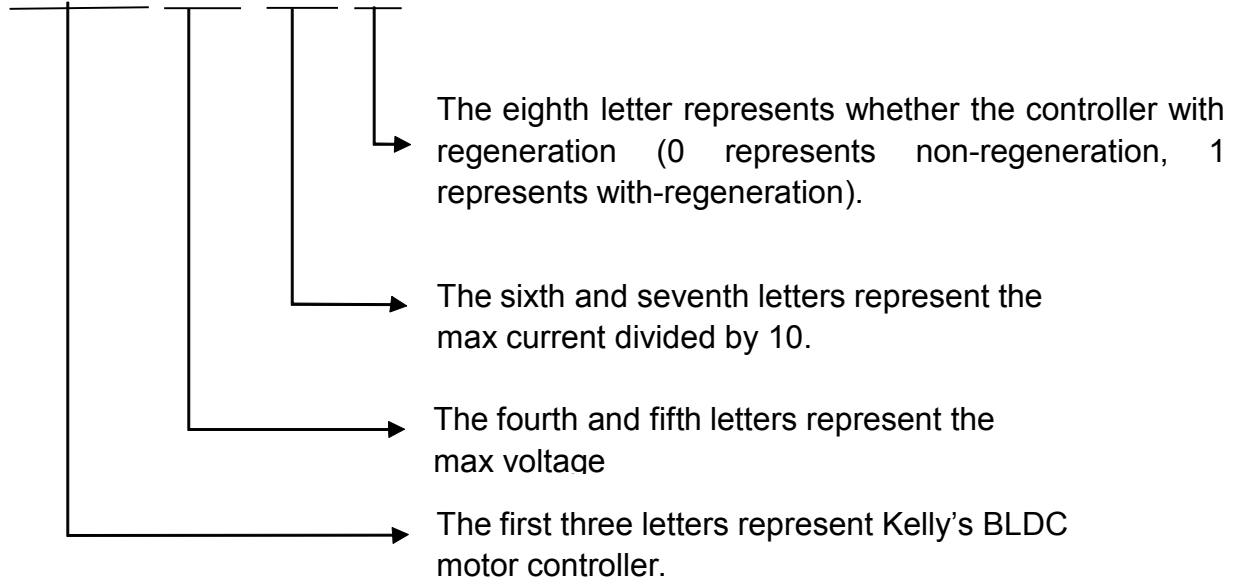 The eighth letter represents whether the controller with
regeneration (0 represents non-regeneration, 1
represents with-regeneration).
The sixth and seventh letters represent the
max current divided by 10.
The fourth and fifth letters represent the
max voltage
The first three letters represent Kelly’s BLDC
motor controller.